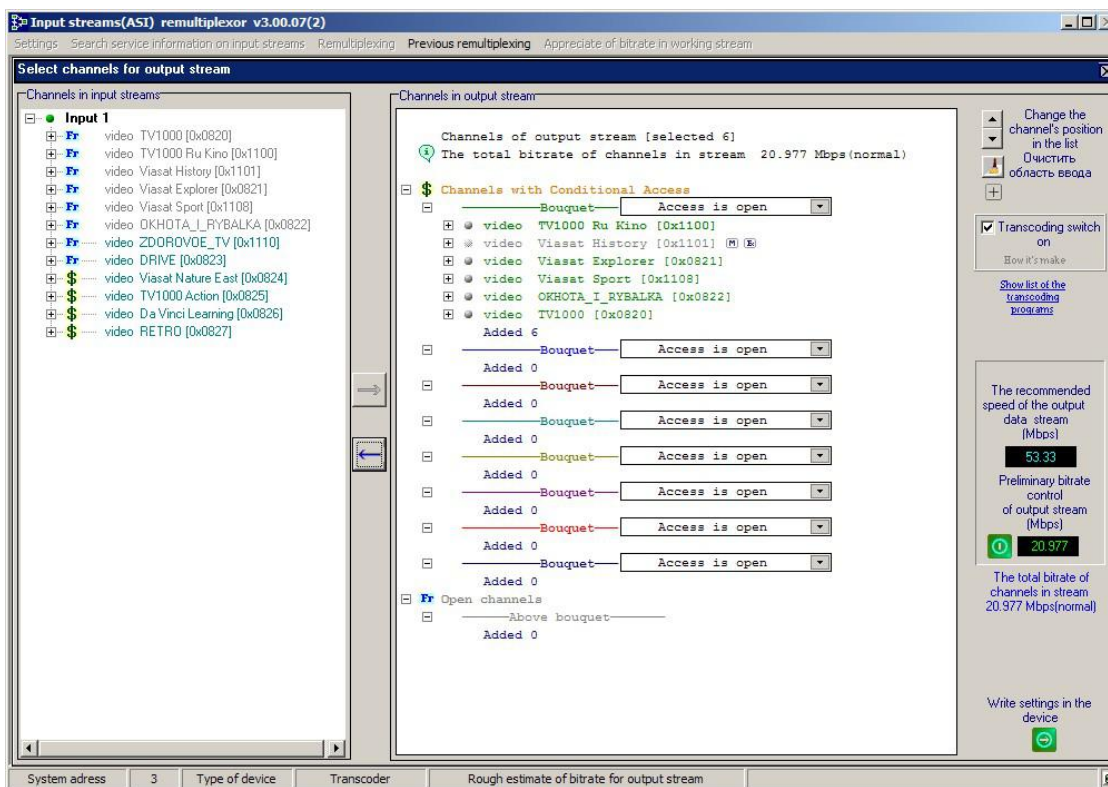 Input streams(ASI) remultiplexor v3.00.07(2)
Settings Search service information on input streams Remultiplexing Previous remultiplexing Appreciate of bitrate in working stream
Select channels for output stream
Channels in input streams
Input 1
Fr video TV1000 [0x0820]
Fr video TV1000 Ru Kino [0x1100]
Fr video Viasat History [0x1101]
Fr video Viasat Explorer [0x0821]
Fr video Viasat Sport [0x1108]
Fr video OKHOTA_I_RYBALKA [0x0822]
Fr video ZDOROVOE_TV [0x1110]
Fr video DRIVE [0x0823]
$ video Viasat Nature East [0x0824]
$ video TV1000 Action [0x0825]
$ video Da Vinci Learning [0x0826]
$ video RETRO [0x0827]
Channels in output stream
Channels of output stream [selected 6]
The total bitrate of channels in stream 20.977 Mbps(normal)
$ Channels with Conditional Access
Bouquet Access is open
video TV1000 Ru Kino [0x1100]
video Viasat History [0x1101] M
video Viasat Explorer [0x0821]
video Viasat Sport [0x1108]
video OKHOTA_I_RYBALKA [0x0822]
video TV1000 [0x0820]
Added 6
Bouquet Access is open
Added 0
Bouquet Access is open
Added 0
Bouquet Access is open
Added 0
Bouquet Access is open
Added 0
Bouquet Access is open
Added 0
Bouquet Access is open
Added 0
Bouquet Access is open
Added 0
Fr Open channels
Above bouquet
Added 0
Change the
channel's position
in the list
Очистить
область ввода
Transcoding switch
on
How it's make
Show list of the
transcoding
programs
The recommended
speed of the output
data stream
(Mbps)
53.33
Preliminary bitrate
control
of output stream
(Mbps)
20.977
The total bitrate of
channels in stream
20.977 Mbps(normal)
Write settings in the
device
System adress 3 Type of device Transcoder Rough estimate of bitrate for output stream